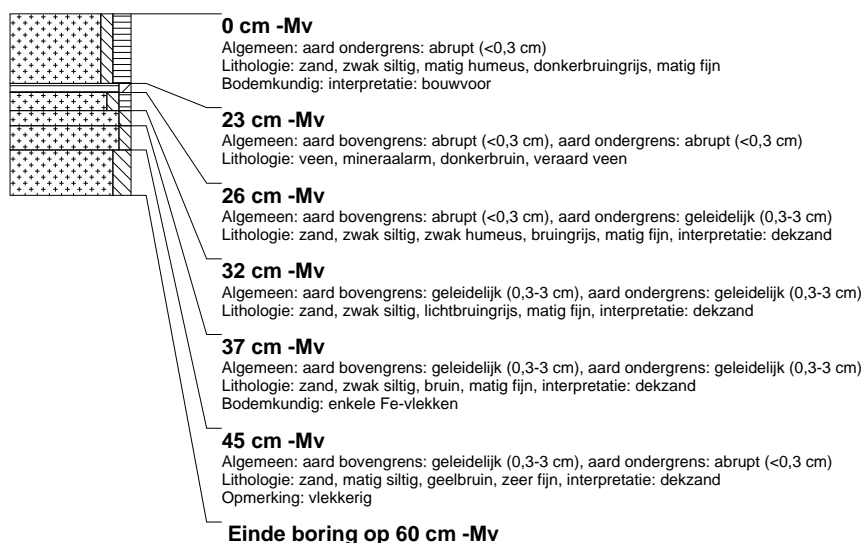 0 cm -Mv
Algemeen: aard ondergrens: abrupt (<0,3 cm)
Lithologie: zand, zwak siltig, matig humeus, donkerbruingrijs, matig fijn
Bodemkundig: interpretatie: bouwvoor
23 cm -Mv
Algemeen: aard bovengrens: abrupt (<0,3 cm), aard ondergrens: abrupt (<0,3 cm)
Lithologie: veen, mineraalarm, donkerbruin, veraard veen
26 cm -Mv
Algemeen: aard bovengrens: abrupt (<0,3 cm), aard ondergrens: geleidelijk (0,3-3 cm)
Lithologie: zand, zwak siltig, zwak humeus, bruingrijs, matig fijn, interpretatie: dekzand
32 cm -Mv
Algemeen: aard bovengrens: geleidelijk (0,3-3 cm), aard ondergrens: geleidelijk (0,3-3 cm)
Lithologie: zand, zwak siltig, lichtbruingrijs, matig fijn, interpretatie: dekzand
37 cm -Mv
Algemeen: aard bovengrens: geleidelijk (0,3-3 cm), aard ondergrens: geleidelijk (0,3-3 cm)
Lithologie: zand, zwak siltig, bruin, matig fijn, interpretatie: dekzand
Bodemkundig: enkele Fe-vlekken
45 cm -Mv
Algemeen: aard bovengrens: geleidelijk (0,3-3 cm), aard ondergrens: abrupt (<0,3 cm)
Lithologie: zand, matig siltig, geelbruin, zeer fijn, interpretatie: dekzand
Opmerking: vlekkerig
Einde boring op 60 cm -Mv